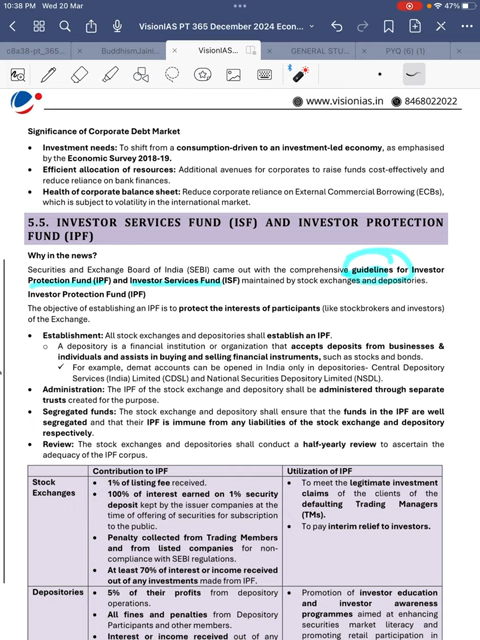 10:38 PM Wed 20 Mar
47%
VisionIAS PT 365 December 2024 Econ...
c8a38-pt_365...
BuddhismJaini...
VisionIAS...
GENERAL STU...
PYQ (6) (1)
www.visionias.in
8468022022
Significance of Corporate Debt Market
• Investment needs: To shift from a consumption-driven to an investment-led economy, as emphasised
by the Economic Survey 2018-19.
• Efficient allocation of resources: Additional avenues for corporates to raise funds cost-effectively and
reduce reliance on bank finances.
• Health of corporate balance sheet: Reduce corporate reliance on External Commercial Borrowing (ECBs),
which is subject to volatility in the international market.
5.5. INVESTOR SERVICES FUND (ISF) AND INVESTOR PROTECTION
FUND (IPF)
Why in the news?
Securities and Exchange Board of India (SEBI) came out with the comprehensive guidelines for Investor
Protection Fund (IPF) and Investor Services Fund (ISF) maintained by stock exchanges and depositories.
Investor Protection Fund (IPF)
The objective of establishing an IPF is to protect the interests of participants (like stockbrokers and investors)
of the Exchange.
• Establishment: All stock exchanges and depositories shall establish an IPF.
o A depository is a financial institution or organization that accepts deposits from businesses &
individuals and assists in buying and selling financial instruments, such as stocks and bonds.
✓ For example, demat accounts can be opened in India only in depositories- Central Depository
Services (India) Limited (CDSL) and National Securities Depository Limited (NSDL).
• Administration: The IPF of the stock exchange and depository shall be administered through separate
trusts created for the purpose.
• Segregated funds: The stock exchange and depository shall ensure that the funds in the IPF are well
segregated and that their IPF is immune from any liabilities of the stock exchange and depository
respectively.
• Review: The stock exchanges and depositories shall conduct a half-yearly review to ascertain the
adequacy of the IPF corpus.
Contribution to IPF
Utilization of IPF
Stock
Exchanges
• 1% of listing fee received.
• 100% of interest earned on 1% security
deposit kept by the issuer companies at the
time of offering of securities for subscription
to the public.
• Penalty collected from Trading Members
and from listed companies for non-
compliance with SEBI regulations.
• At least 70% of interest or income received
out of any investments made from IPF.
• To meet the legitimate investment
claims of the clients of the
defaulting Trading Managers
(TMs).
• To pay interim relief to investors.
Depositories
• 5% of their profits from depository
operations.
• All fines and penalties from Depository
Participants and other members.
• Interest or income received out of any
• Promotion of investor education
and investor awareness
programmes aimed at enhancing
securities market literacy and
promoting retail participation in